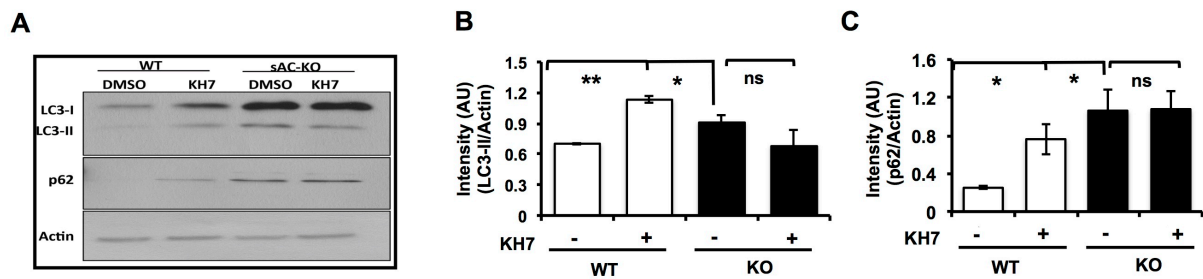 A
WT sAC-KO
DMSO KH7 DMSO KH7
LC3-I
LC3-II
p62
Actin
B
Intensity (AU)
(LC3-II/Actin
1.5
1.2
0.9
0.6
0.3
0
** * ns
KH7 - + - +
WT KO
C
Intensity (AU)
(p62/Actin)
1.6
1.2
0.8
0.4
0
* * ns
KH7 - + - +
WT KO